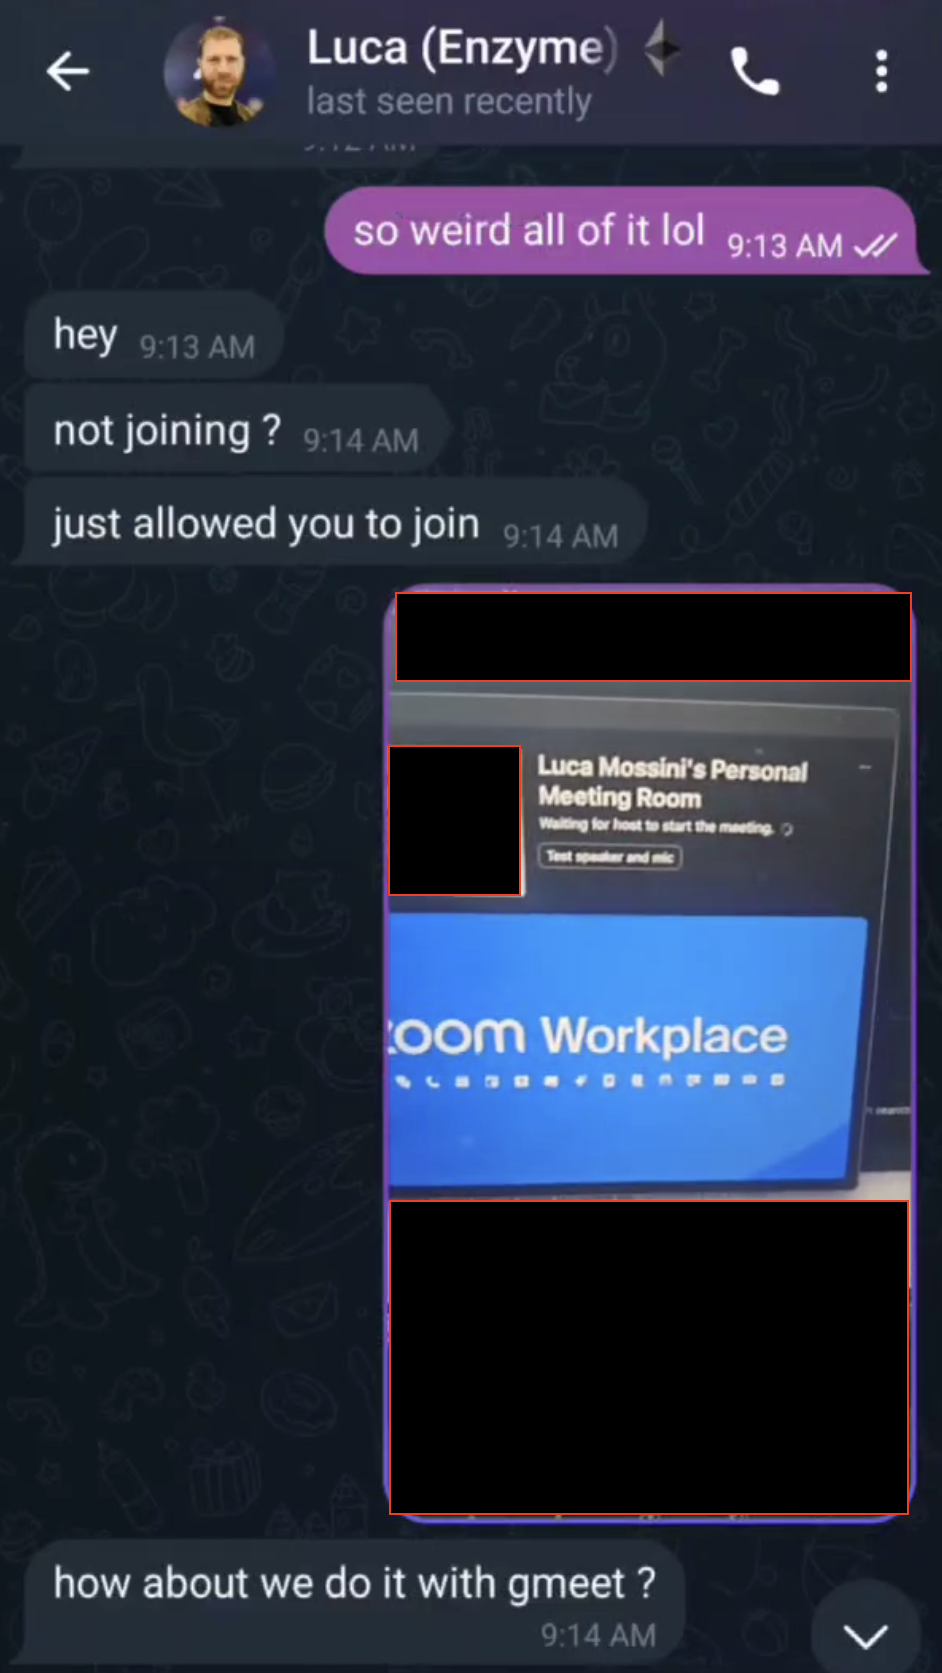 Luca (Enzyme)
last seen recently
9:12 AM
so weird all of it lol 9:13 AM
hey 9:13 AM
not joining ? 9:14 AM
just allowed you to join 9:14 AM
Luca Mossini's Personal
Meeting Room
Waiting for host to start the meeting.
Test speaker and mic
zoom Workplace
how about we do it with gmeet ?
9:14 AM